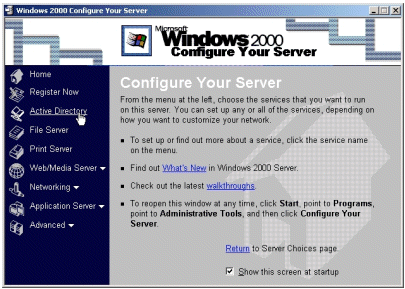 Windows 2000 Configure Your Server
Microsoft
Windows 2000
Configure Your Server
Home
Register Now
Active Directory
File Server
Print Server
Web/Media Server
Networking
Application Server
Advanced
Configure Your Server
From the menu at the left, choose the services that you want to run
on this server. You can set up any or all of the services, depending on
how you want to customize your network.
To set up or find out more about a service, click the service name
on the menu.
Find out What's New in Windows 2000 Server.
Check out the latest walkthroughs.
To reopen this window at any time, click Start, point to Programs,
point to Administrative Tools, and then click Configure Your
Server.
Return to Server Choices page.
Show this screen at startup